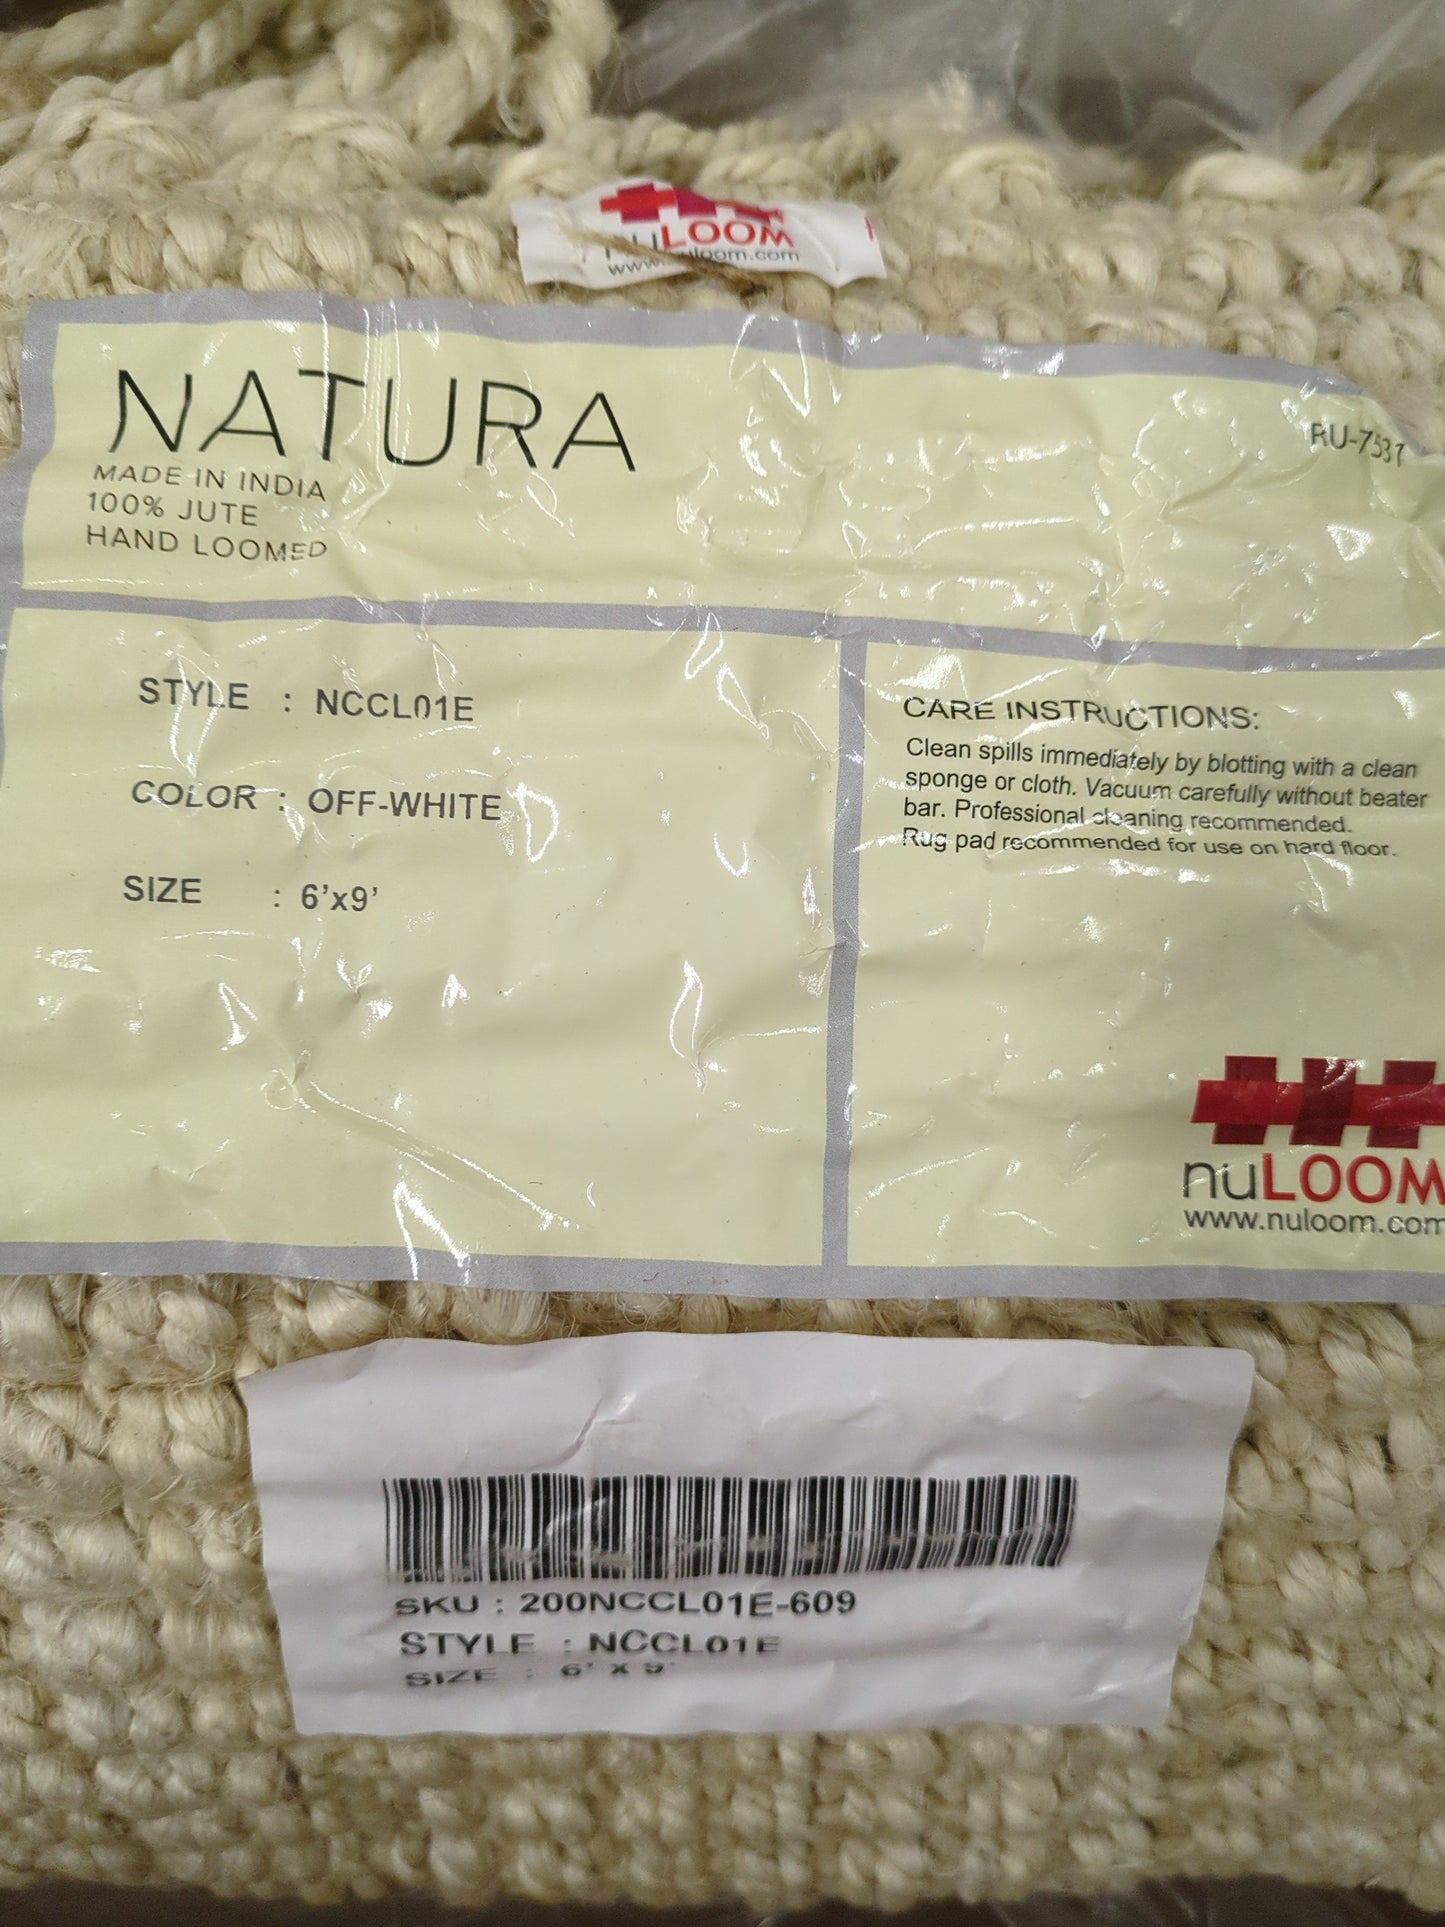 nuLOOM
NATURA
RU-7537
MADE IN INDIA
100% JUTE
HAND LOOMED
STYLE : NCCL01E
COLOR : OFF-WHITE
SIZE : 6'x9'
CARE INSTRUCTIONS:
Clean spills immediately by blotting with a clean
sponge or cloth. Vacuum carefully without beater
bar. Professional cleaning recommended.
Rug pad recommended for use on hard floor.
nuLOOM
www.nuloom.com
SKU : 200NCCL01E-609
STYLE : NCCL01E
SIZE : 6' X 9'